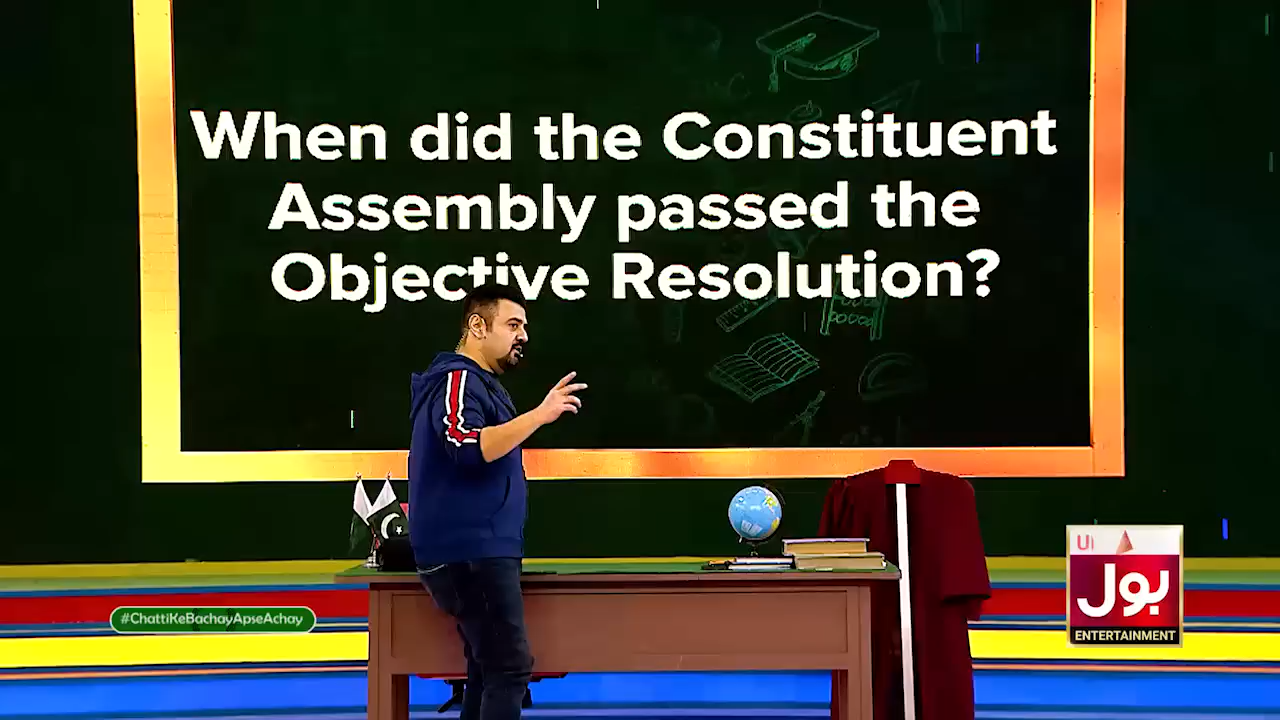 When did the Constituent
Assembly passed the
Objective Resolution?
#ChattiKeBachayApseAchay
بول
ENTERTAINMENT